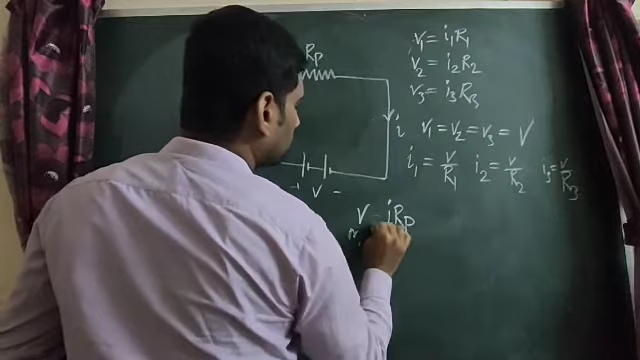 Rp
v₁ = i₁R₁
v₂ = i₂R₂
v₃ = i₃R₃
i
v₁ = v₂ = v₃ = V
i₁ = v/R₁ i₂ = v/R₂ i₃ = v/R₃
+ V -
V = iRp